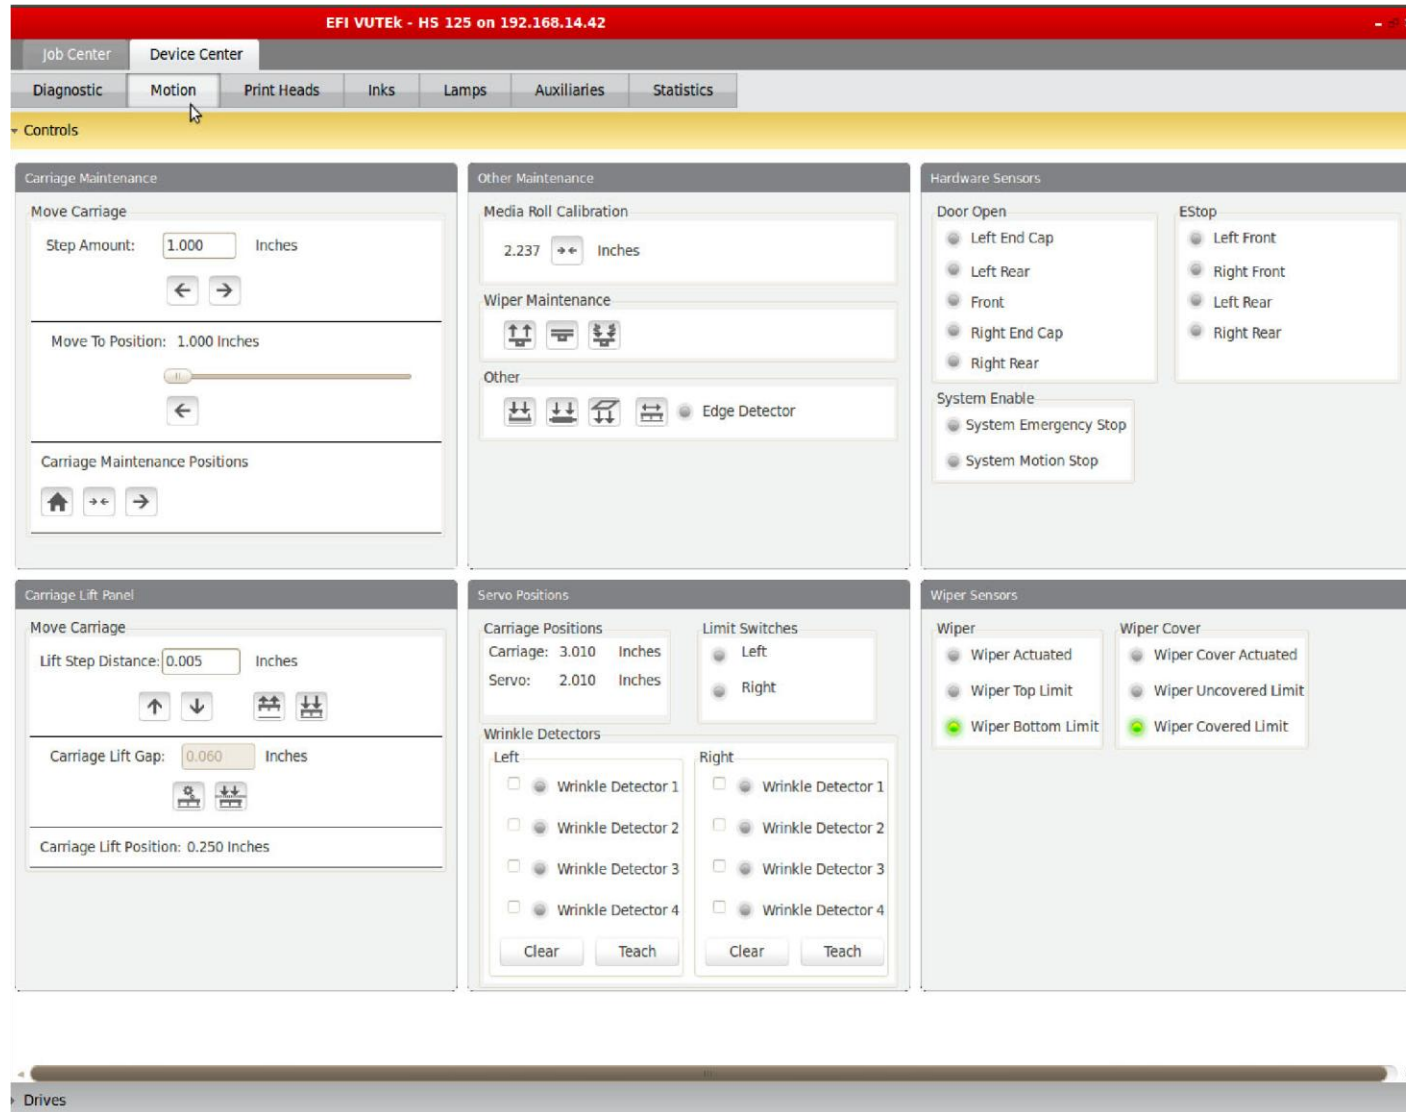 EFI VUTEk - HS 125 on 192.168.14.42
Job Center Device Center
Diagnostic Motion Print Heads Inks Lamps Auxiliaries Statistics
Controls
Carriage Maintenance
Move Carriage
Step Amount: 1.000 Inches
Move To Position: 1.000 Inches
Carriage Maintenance Positions
Other Maintenance
Media Roll Calibration
2.237 Inches
Wiper Maintenance
Other
Edge Detector
Hardware Sensors
Door Open
Left End Cap
Left Rear
Front
Right End Cap
Right Rear
EStop
Left Front
Right Front
Left Rear
Right Rear
System Enable
System Emergency Stop
System Motion Stop
Carriage Lift Panel
Move Carriage
Lift Step Distance: 0.005 Inches
Carriage Lift Gap: 0.060 Inches
Carriage Lift Position: 0.250 Inches
Servo Positions
Carriage Positions
Carriage: 3.010 Inches
Servo: 2.010 Inches
Limit Switches
Left
Right
Wrinkle Detectors
Left
Wrinkle Detector 1
Wrinkle Detector 2
Wrinkle Detector 3
Wrinkle Detector 4
Clear Teach
Right
Wrinkle Detector 1
Wrinkle Detector 2
Wrinkle Detector 3
Wrinkle Detector 4
Clear Teach
Wiper Sensors
Wiper
Wiper Actuated
Wiper Top Limit
Wiper Bottom Limit
Wiper Cover
Wiper Cover Actuated
Wiper Uncovered Limit
Wiper Covered Limit
Drives